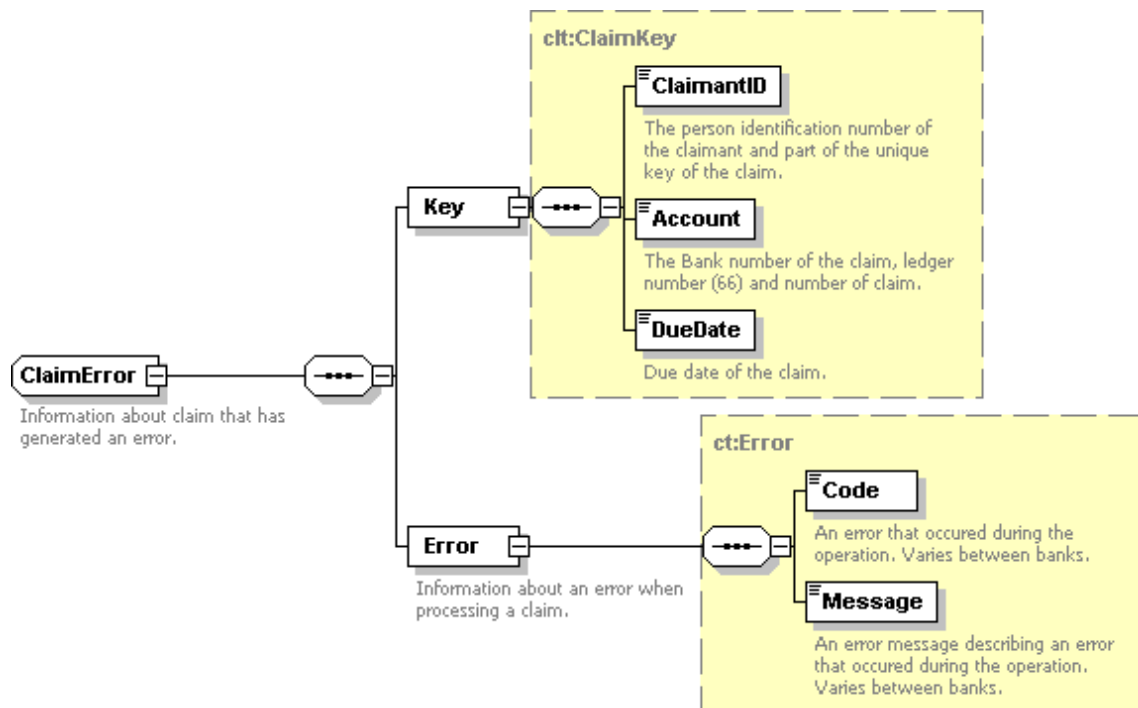 clt:ClaimKey
ClaimantID
The person identification number of
the claimant and part of the unique
key of the claim.
Key
Account
The Bank number of the claim, ledger
number (66) and number of claim.
DueDate
Due date of the claim.
ClaimError
Information about claim that has
generated an error.
ct:Error
Code
An error that occured during the
operation. Varies between banks.
Error
Information about an error when
processing a claim.
Message
An error message describing an error
that occured during the operation.
Varies between banks.